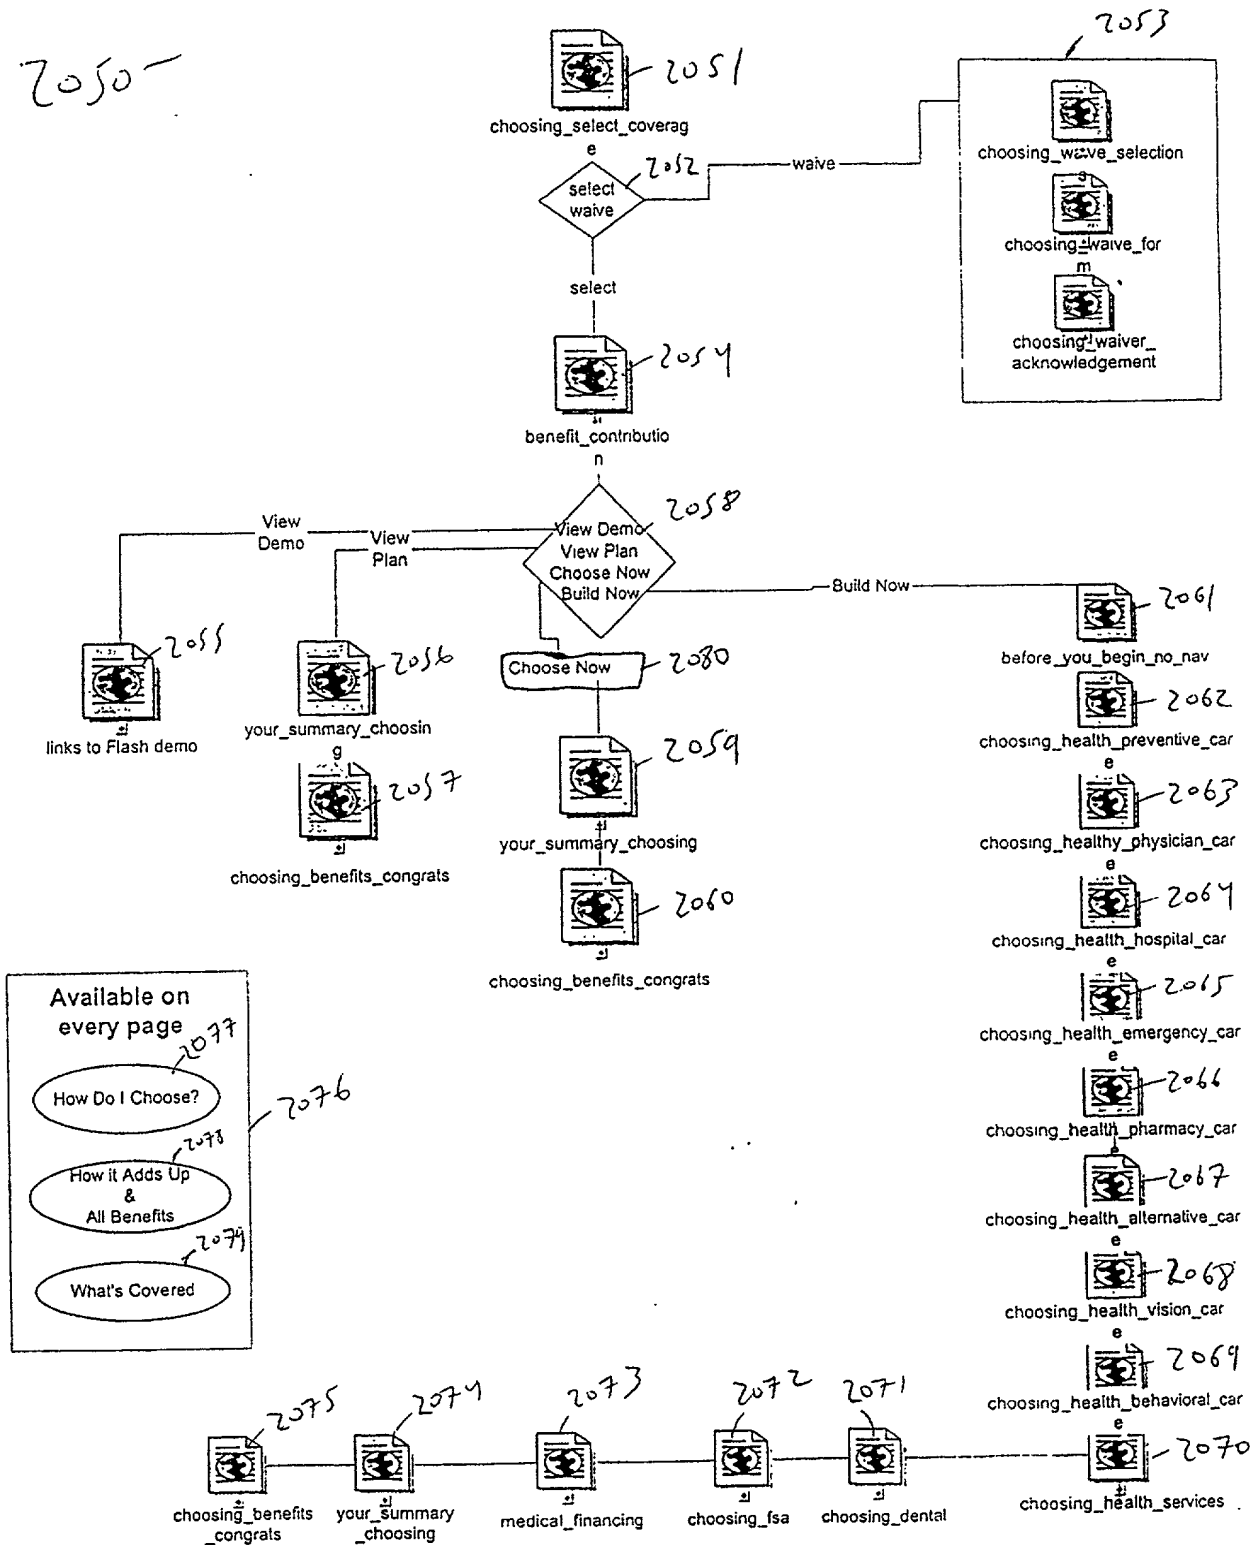 2050
2051
choosing_select_coverag
e
2052
select
waive
waive
2053
choosing_waive_selection
s
choosing_waive_for
m
choosing_waiver_
acknowledgement
select
2054
benefit_contributio
n
2058
View Demo
View Plan
Choose Now
Build Now
View
Demo
View
Plan
Build Now
2055
links to Flash demo
2056
your_summary_choosin
g
2057
choosing_benefits_congrats
Choose Now
2080
2059
your_summary_choosing
2060
choosing_benefits_congrats
2061
before_you_begin_no_nav
2062
choosing_health_preventive_car
e
2063
choosing_healthy_physician_car
e
2064
choosing_health_hospital_car
e
2065
choosing_health_emergency_car
e
2066
choosing_health_pharmacy_car
e
2067
choosing_health_alternative_car
e
2068
choosing_health_vision_car
e
2069
choosing_health_behavioral_car
e
2070
choosing_health_services
Available on
every page
2077
How Do I Choose?
2076
2078
How it Adds Up
&
All Benefits
2079
What's Covered
2075
choosing_benefits
_congrats
2074
your_summary
_choosing
2073
medical_financing
2072
choosing_fsa
2071
choosing_dental